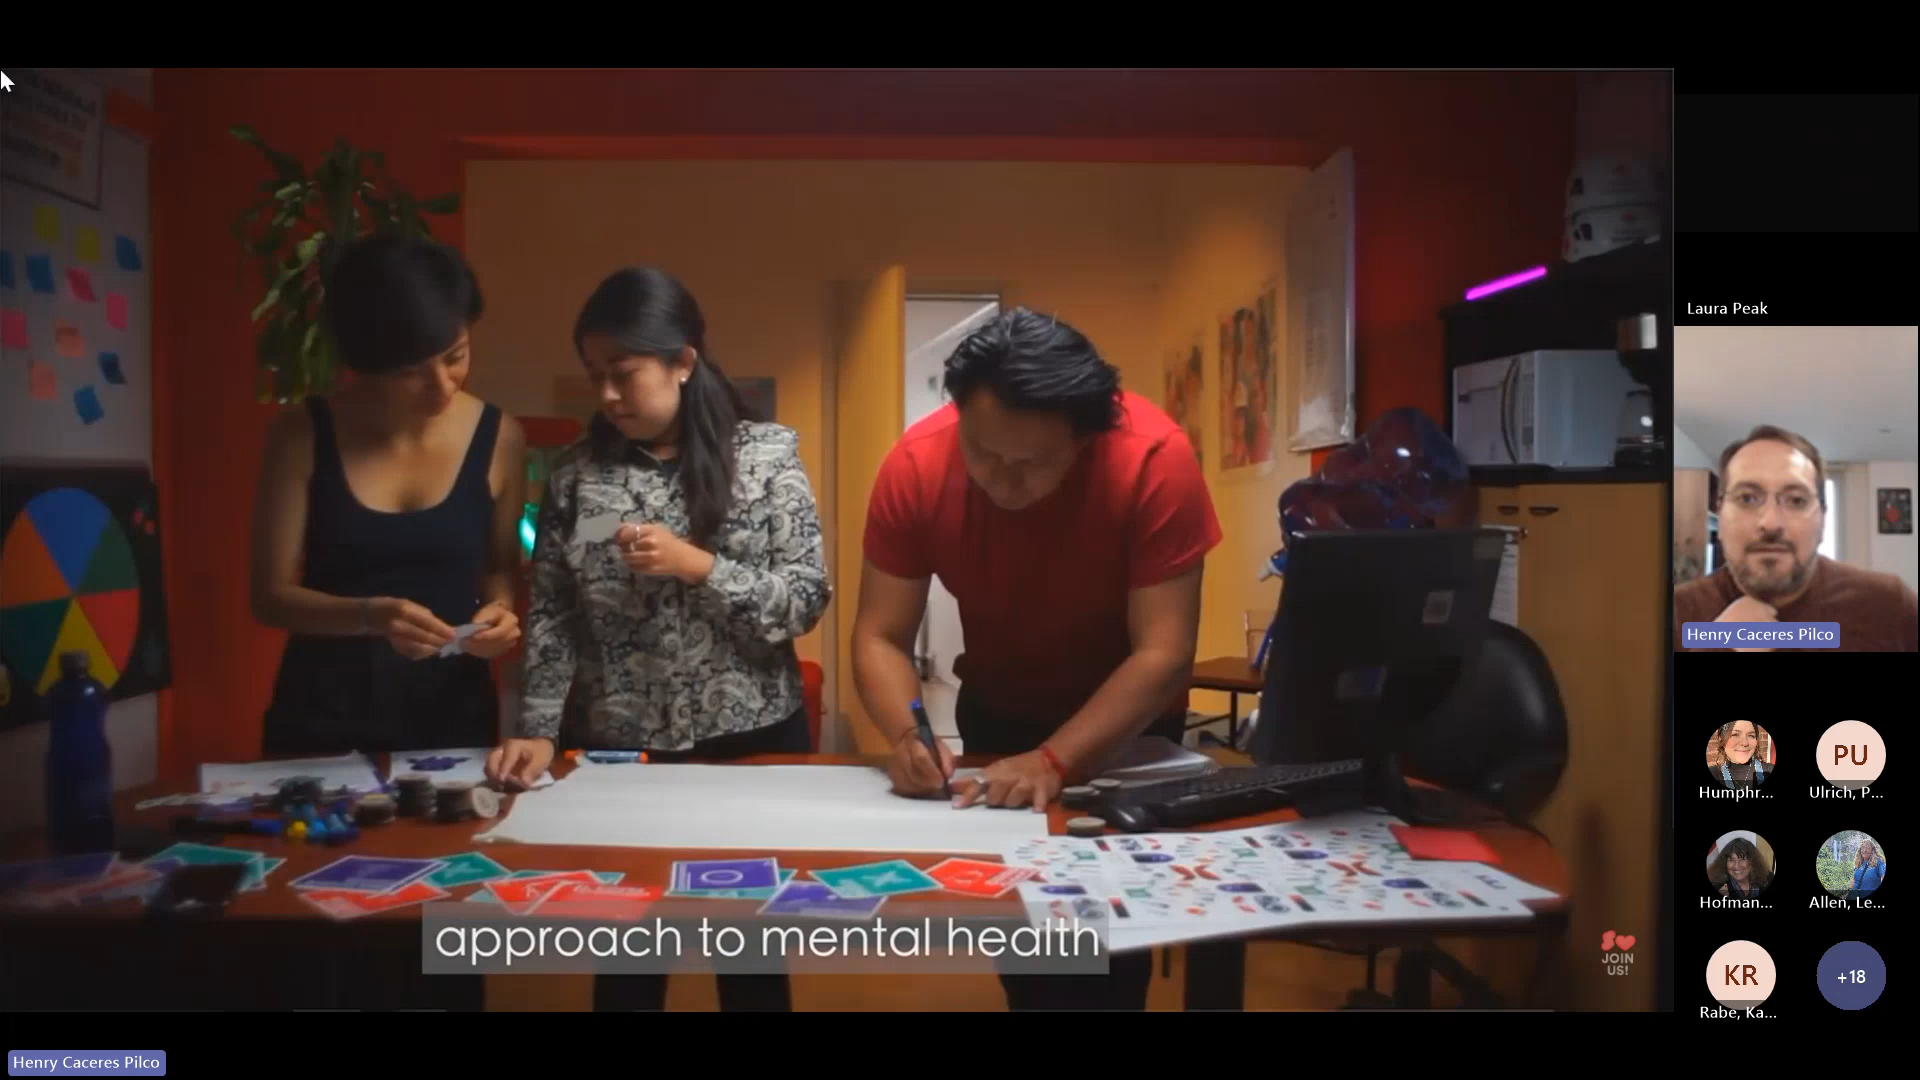 approach to mental health
JOIN
US!
Laura Peak
Henry Caceres Pilco
Humphr...
PU
Ulrich, P...
Hofman...
Allen, Le...
KR
Rabe, Ka...
+18
Henry Caceres Pilco